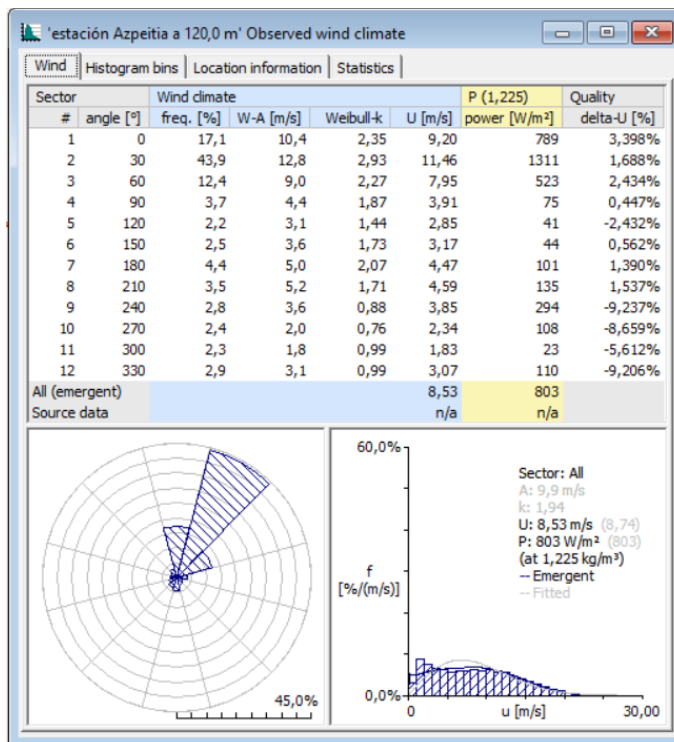 'estación Azpeitia a 120,0 m' Observed wind climate
Wind Histogram bins Location information Statistics
Sector Wind climate P (1,225) Quality
# angle [º] freq. [%] W-A [m/s] Weibull-k U [m/s] power [W/m²] delta-U [%]
1 0 17,1 10,4 2,35 9,20 789 3,398%
2 30 43,9 12,8 2,93 11,46 1311 1,688%
3 60 12,4 9,0 2,27 7,95 523 2,434%
4 90 3,7 4,4 1,87 3,91 75 0,447%
5 120 2,2 3,1 1,44 2,85 41 -2,432%
6 150 2,5 3,6 1,73 3,17 44 0,562%
7 180 4,4 5,0 2,07 4,47 101 1,390%
8 210 3,5 5,2 1,71 4,59 135 1,537%
9 240 2,8 3,6 0,88 3,85 294 -9,237%
10 270 2,4 2,0 0,76 2,34 108 -8,659%
11 300 2,3 1,8 0,99 1,83 23 -5,612%
12 330 2,9 3,1 0,99 3,07 110 -9,206%
All (emergent) 8,53 803
Source data n/a n/a
45,0%
60,0%
Sector: All
A: 9,9 m/s
k: 1,94
U: 8,53 m/s (8,74)
P: 803 W/m² (803)
(at 1,225 kg/m³)
-- Emergent
-- Fitted
f
[%/(m/s)]
0,0%
0 u [m/s] 30,00